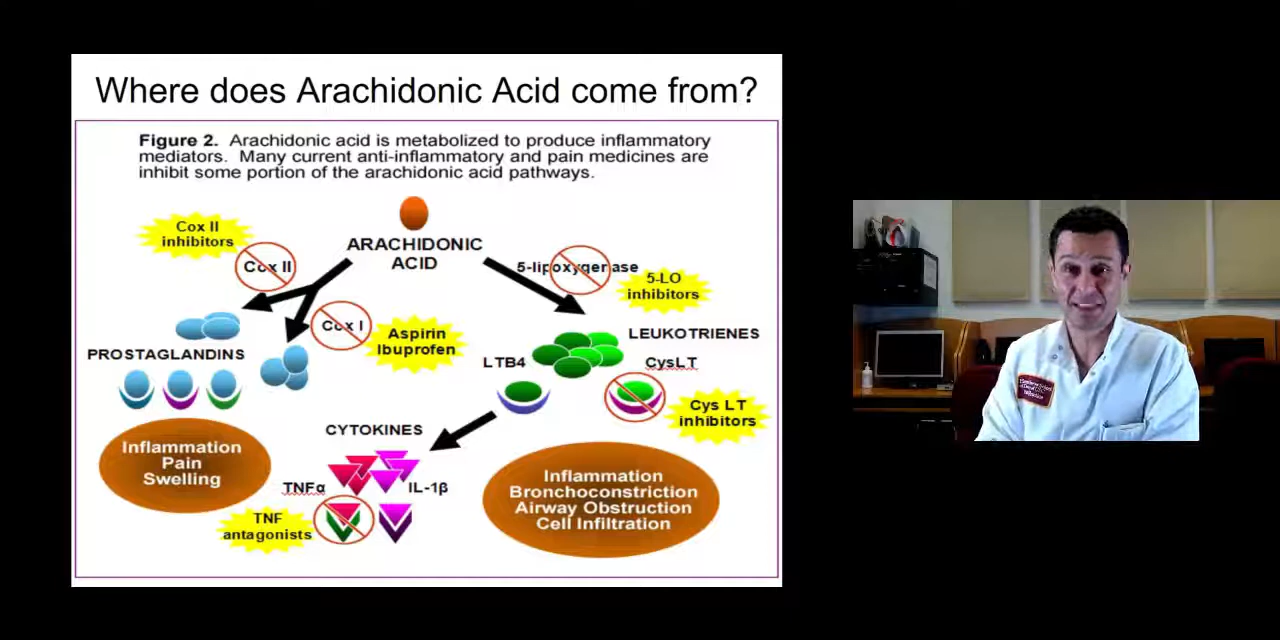 Where does Arachidonic Acid come from?
Figure 2. Arachidonic acid is metabolized to produce inflammatory
mediators. Many current anti-inflammatory and pain medicines are
inhibit some portion of the arachidonic acid pathways.
Cox II
inhibitors
Cox II
ARACHIDONIC
ACID
5-lipoxygenase
5-LO
inhibitors
Cox I
Aspirin
Ibuprofen
PROSTAGLANDINS
LEUKOTRIENES
LTB4
CysLT
Cys LT
inhibitors
Inflammation
Pain
Swelling
CYTOKINES
TNFα
IL-1β
TNF
antagonists
Inflammation
Bronchoconstriction
Airway Obstruction
Cell Infiltration